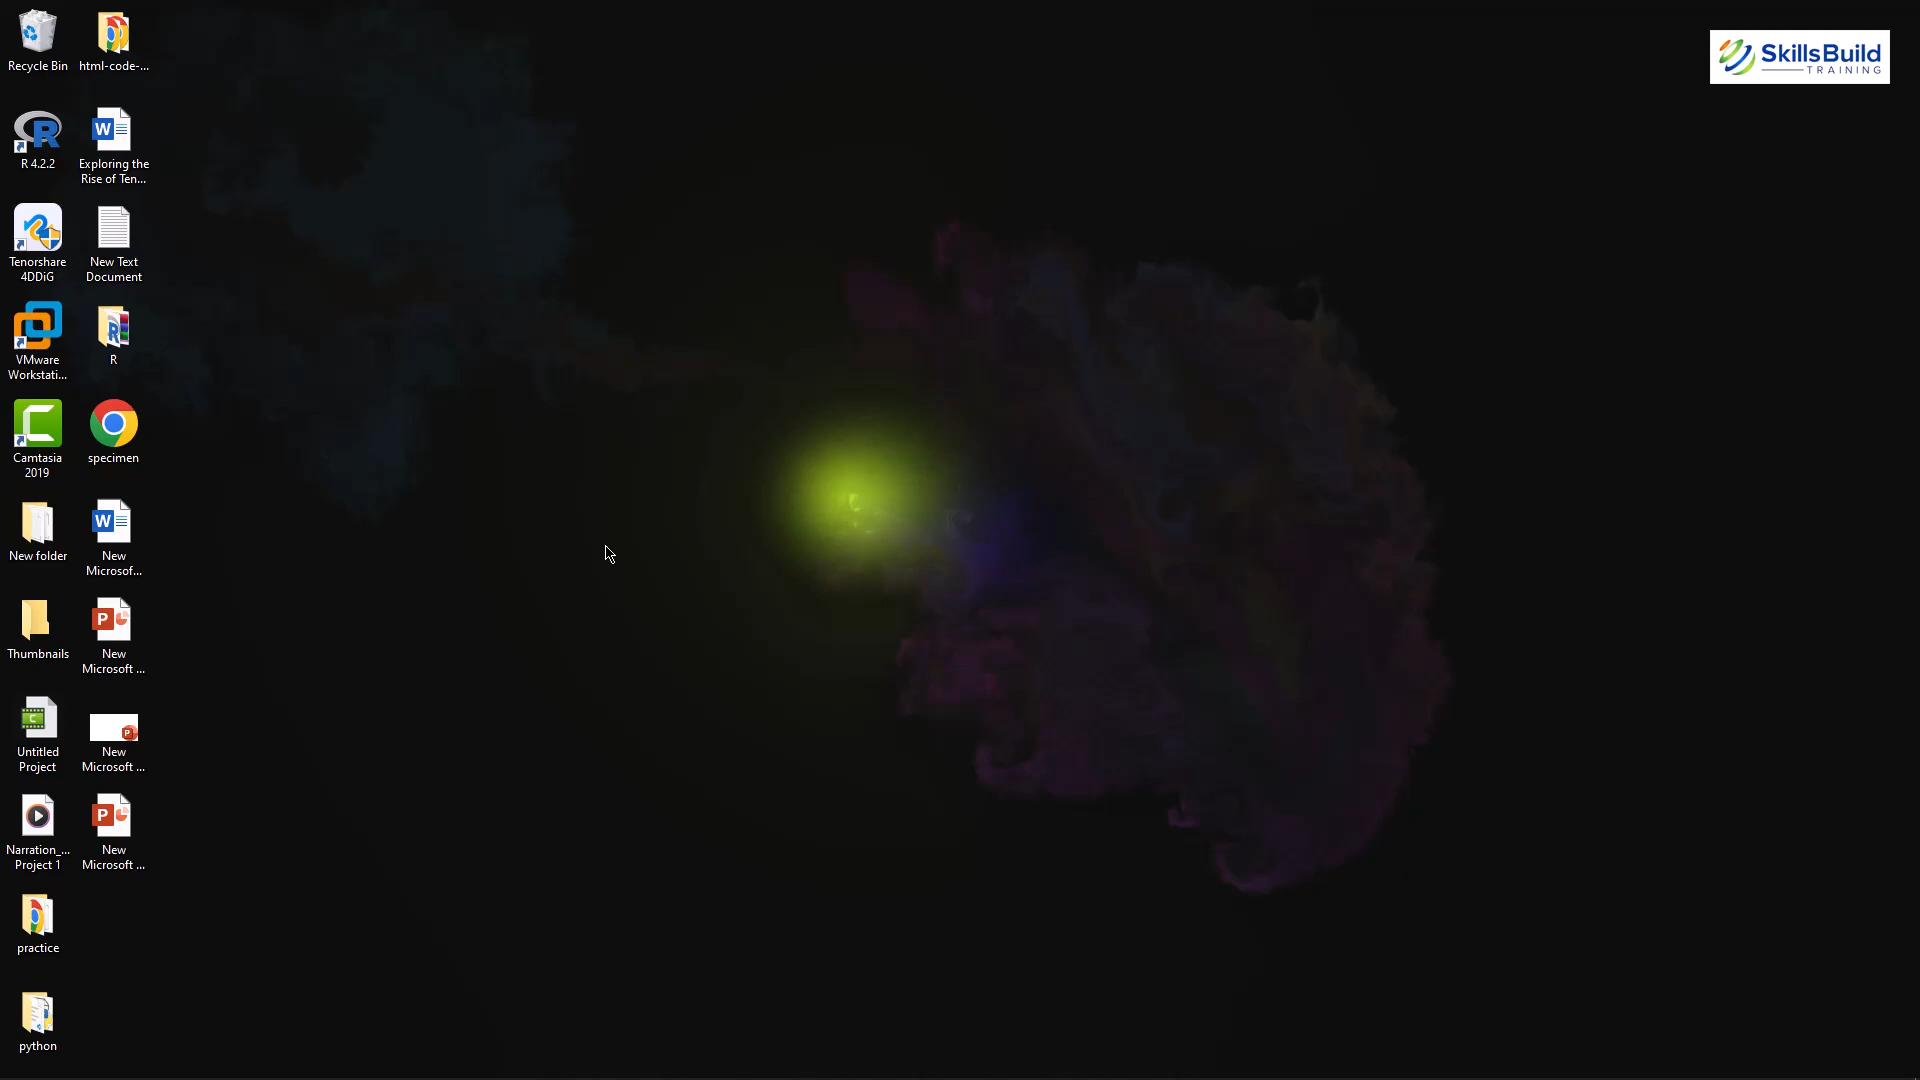 Recycle Bin
html-code-...
SkillsBuild
TRAINING
R 4.2.2
Exploring the
Rise of Ten...
Tenorshare
4DDiG
New Text
Document
VMware
Workstati...
R
Camtasia
2019
specimen
New folder
New
Microsof...
Thumbnails
New
Microsoft ...
Untitled
Project
New
Microsoft ...
Narration_...
Project 1
New
Microsoft ...
practice
python